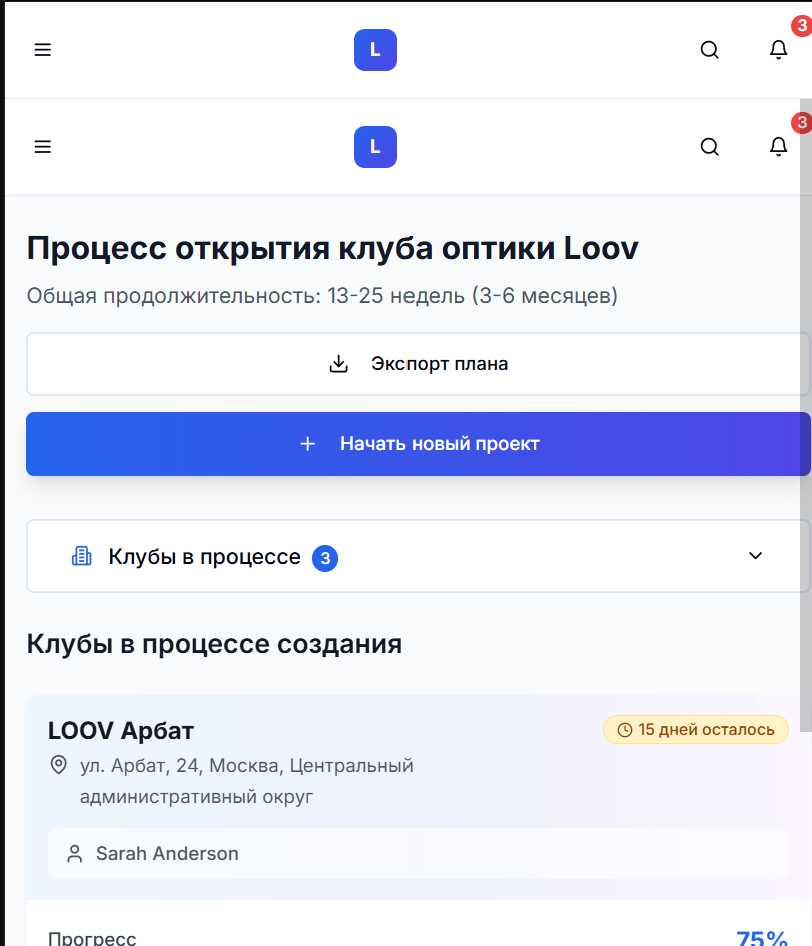 L
3
L
3
Процесс открытия клуба оптики Loov
Общая продолжительность: 13-25 недель (3-6 месяцев)
Экспорт плана
Начать новый проект
Клубы в процессе 3
Клубы в процессе создания
LOOV Арбат
15 дней осталось
ул. Арбат, 24, Москва, Центральный
административный округ
Sarah Anderson
Прогресс
75%